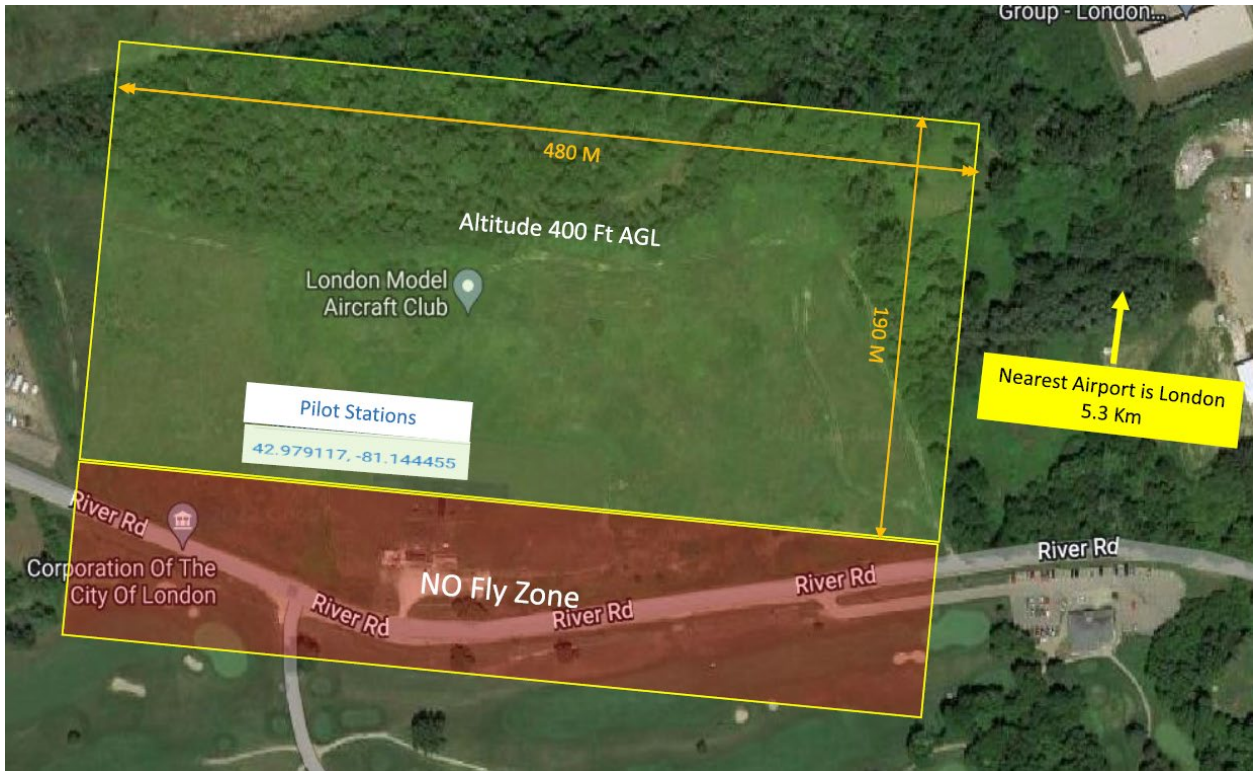 Group - London...
480 M
Altitude 400 Ft AGL
London Model
Aircraft Club
190 M
Nearest Airport is London
5.3 Km
Pilot Stations
42.979117, -81.144455
River Rd
Corporation Of The
City Of London
NO Fly Zone
River Rd
River Rd
River Rd
River Rd